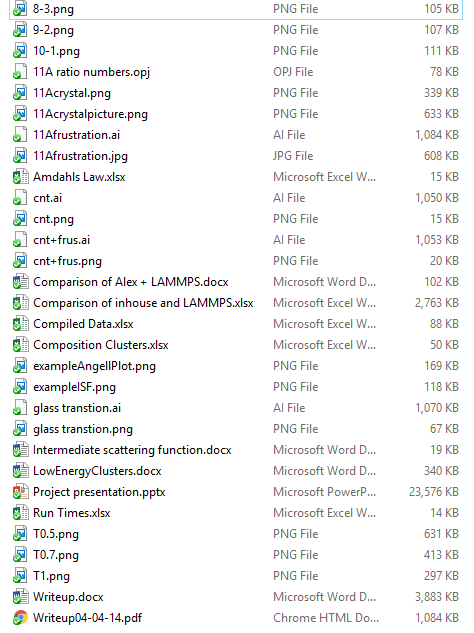 8-3.png PNG File 105 KB
9-2.png PNG File 107 KB
10-1.png PNG File 111 KB
11A ratio numbers.opj OPJ File 78 KB
11Acrystal.png PNG File 339 KB
11Acrystalpicture.png PNG File 633 KB
11Afrustration.ai AI File 1,084 KB
11Afrustration.jpg JPG File 608 KB
Amdahls Law.xlsx Microsoft Excel W... 15 KB
cnt.ai AI File 1,050 KB
cnt.png PNG File 15 KB
cnt+frus.ai AI File 1,053 KB
cnt+frus.png PNG File 20 KB
Comparison of Alex + LAMMPS.docx Microsoft Word D... 102 KB
Comparison of inhouse and LAMMPS.xlsx Microsoft Excel W... 2,763 KB
Compiled Data.xlsx Microsoft Excel W... 88 KB
Composition Clusters.xlsx Microsoft Excel W... 50 KB
exampleAngellPlot.png PNG File 169 KB
exampleISF.png PNG File 118 KB
glass transtion.ai AI File 1,070 KB
glass transtion.png PNG File 67 KB
Intermediate scattering function.docx Microsoft Word D... 19 KB
LowEnergyClusters.docx Microsoft Word D... 340 KB
Project presentation.pptx Microsoft PowerP... 23,576 KB
Run Times.xlsx Microsoft Excel W... 14 KB
T0.5.png PNG File 631 KB
T0.7.png PNG File 413 KB
T1.png PNG File 297 KB
Writeup.docx Microsoft Word D... 3,883 KB
Writeup04-04-14.pdf Chrome HTML Do... 1,084 KB